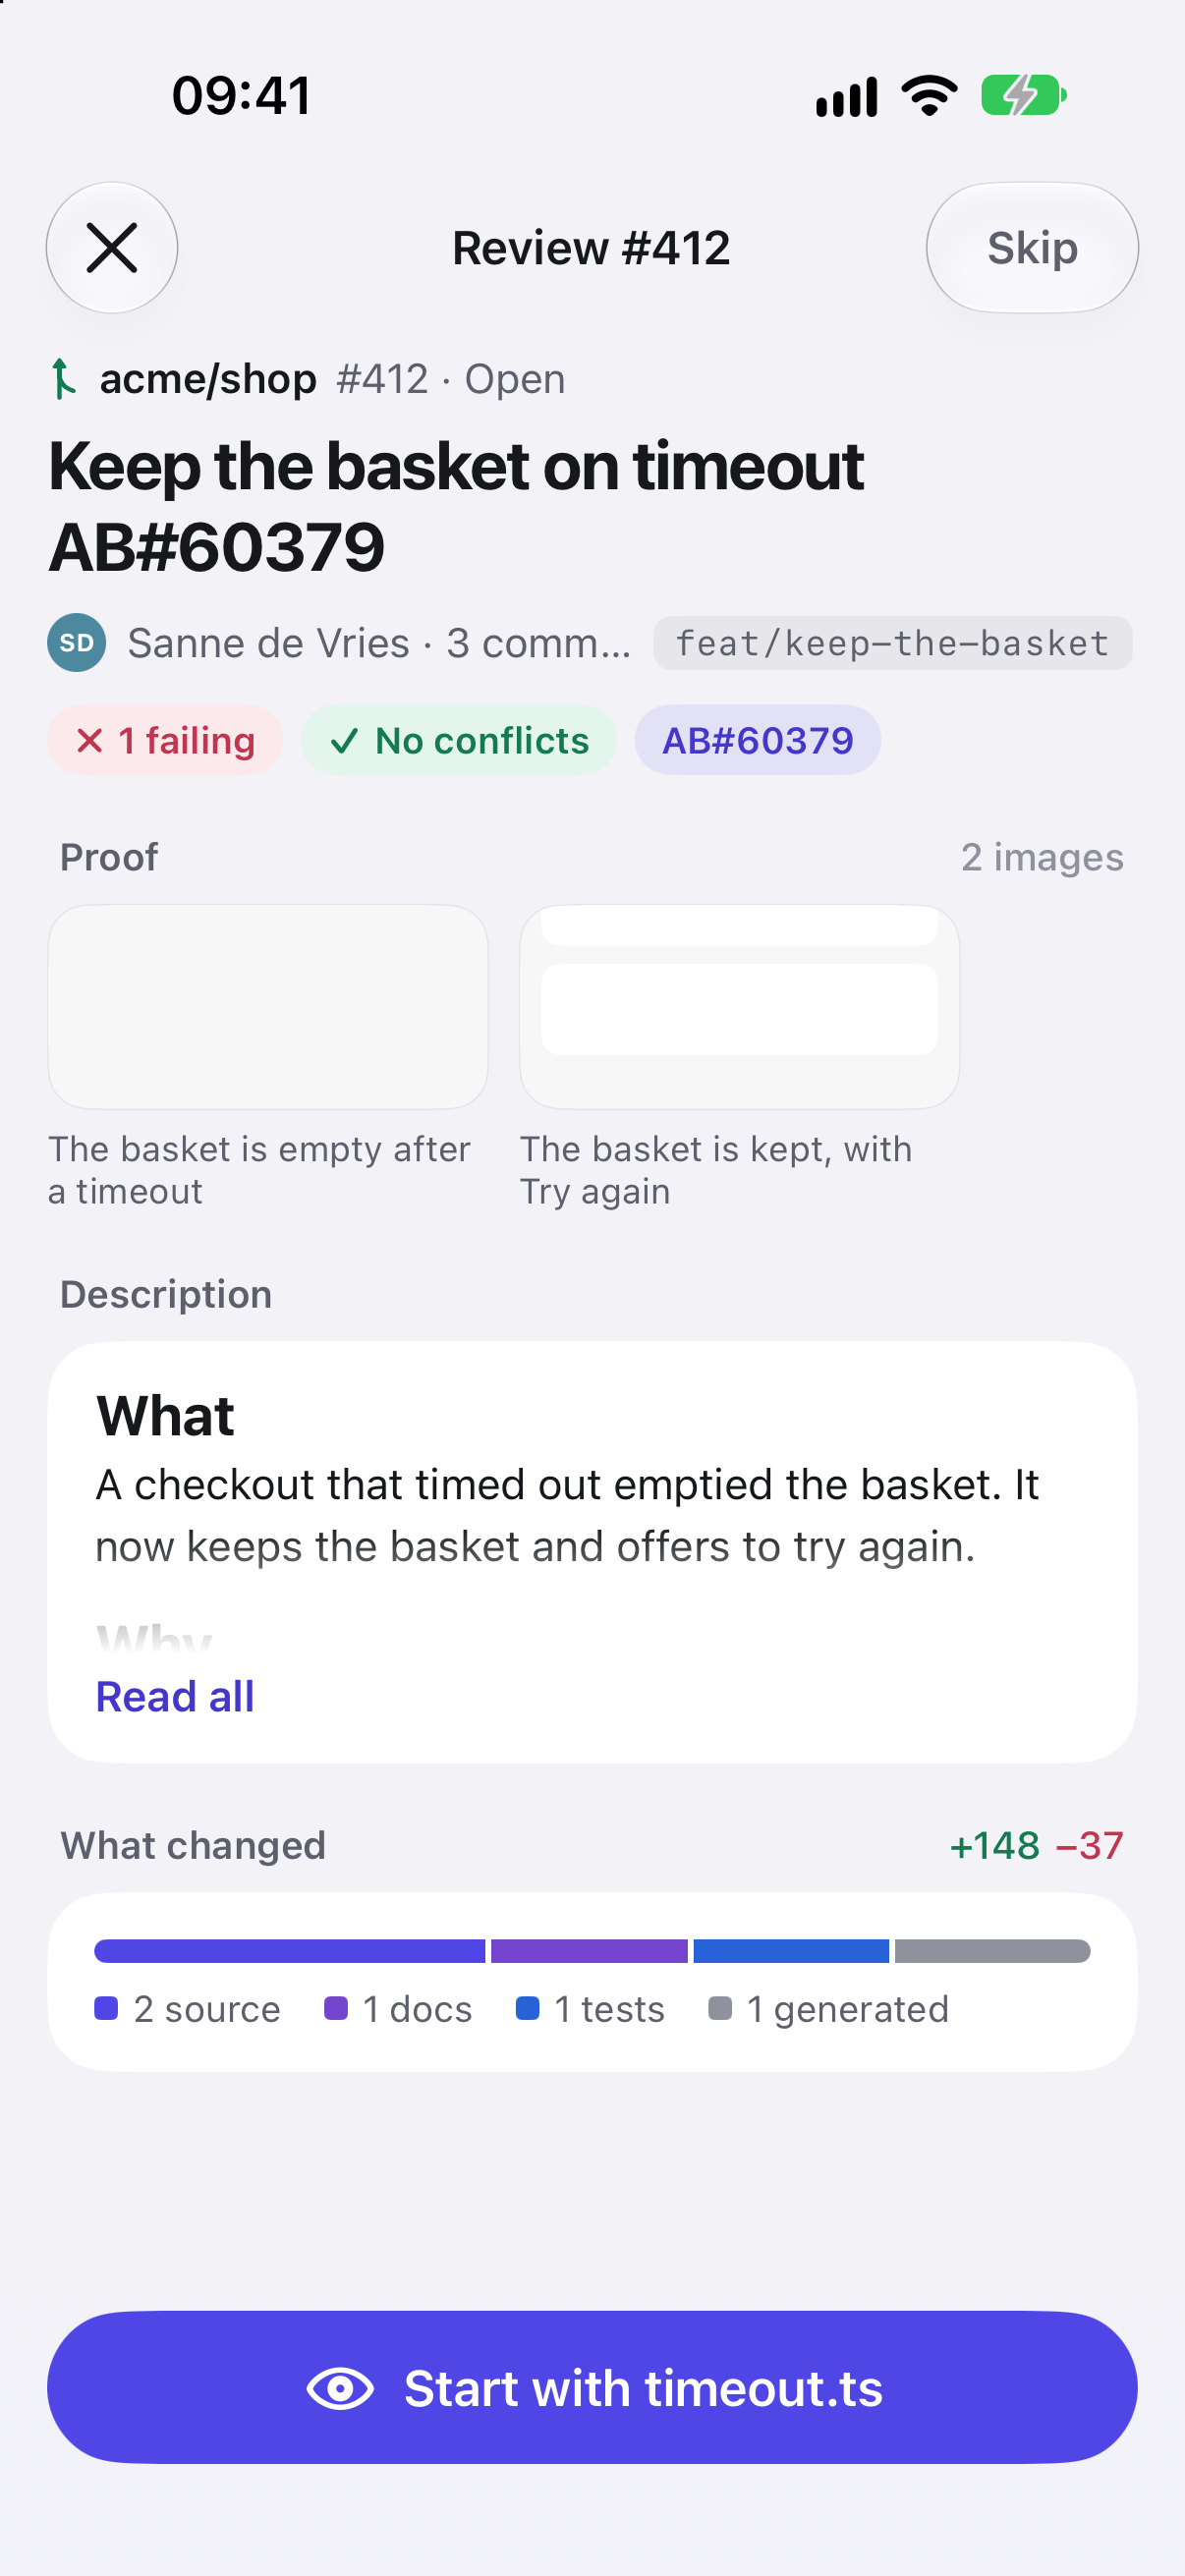 09:41
Review #412
Skip
acme/shop #412 · Open
Keep the basket on timeout
AB#60379
SD Sanne de Vries · 3 comm... feat/keep-the-basket
1 failing
No conflicts
AB#60379
Proof
2 images
The basket is empty after
a timeout
The basket is kept, with
Try again
Description
What
A checkout that timed out emptied the basket. It
now keeps the basket and offers to try again.
Why
Read all
What changed
+148 −37
2 source
1 docs
1 tests
1 generated
Start with timeout.ts